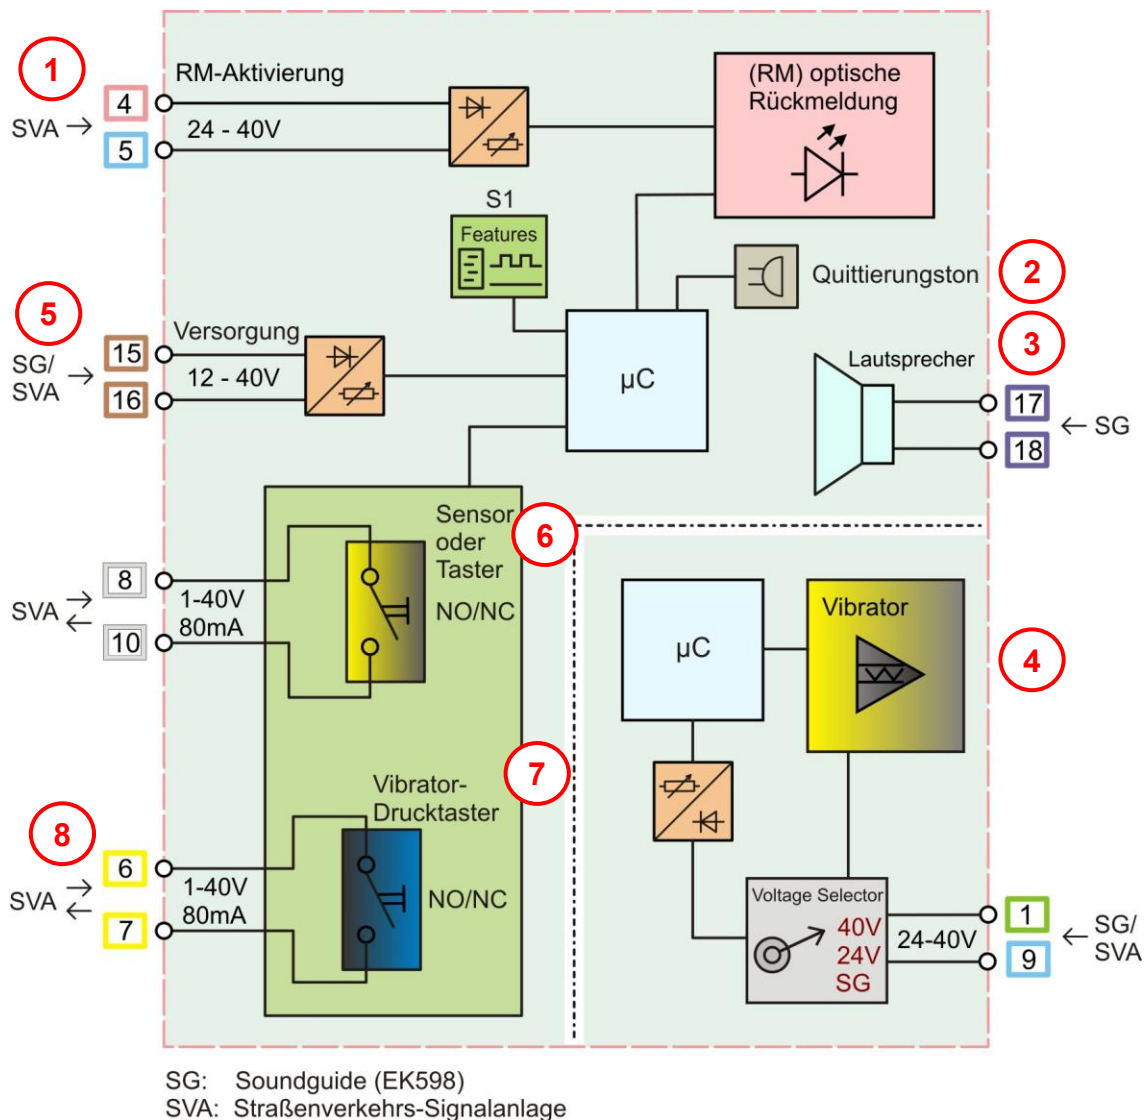 1
RM-Aktivierung
4
SVA →
24 - 40V
5
(RM) optische
Rückmeldung
S1
Features
2
Quittierungston
5
Versorgung
15
SG/
SVA →
12 - 40V
16
µC
3
Lautsprecher
17
← SG
18
6
Sensor
oder
Taster
NO/NC
8
SVA
1-40V
80mA
10
µC
Vibrator
4
7
Vibrator-
Drucktaster
NO/NC
8
6
SVA
1-40V
80mA
7
Voltage Selector
40V
24V
SG
24-40V
1
9
← SG/
SVA
SG: Soundguide (EK598)
SVA: Straßenverkehrs-Signalanlage